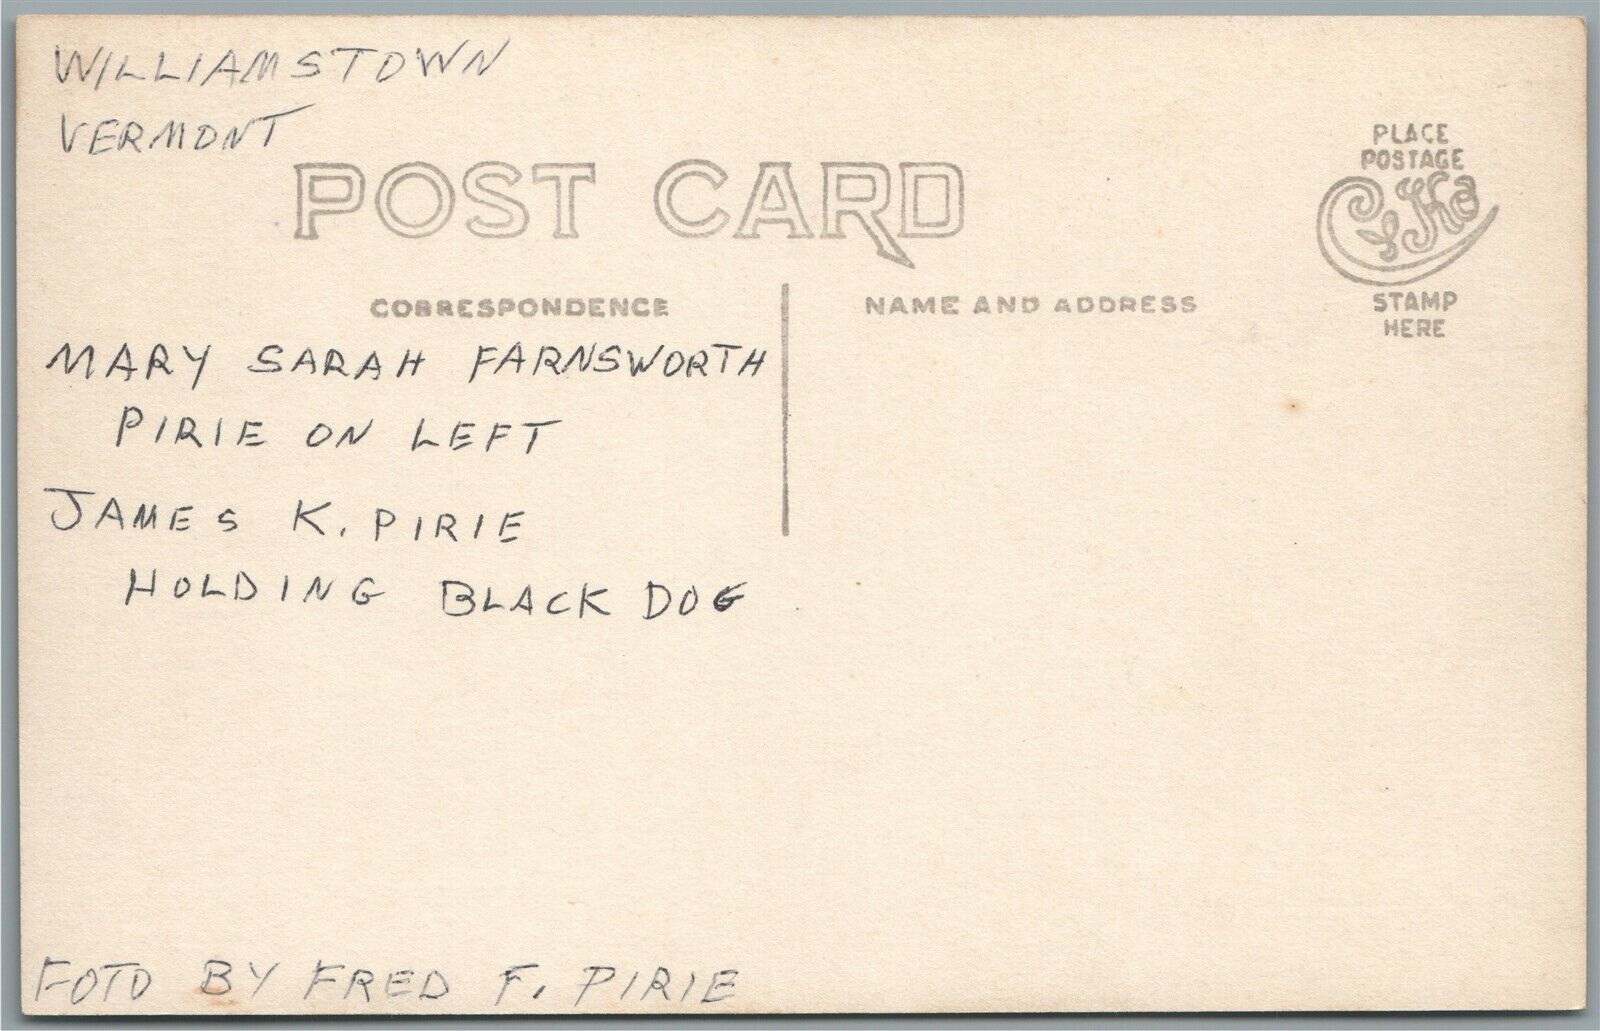 WILLIAMSTOWN
VERMONT
POST CARD
PLACE
POSTAGE
STAMP
HERE
CORRESPONDENCE
NAME AND ADDRESS
MARY SARAH FARNSWORTH
PIRIE ON LEFT
JAMES K. PIRIE
HOLDING BLACK DOG
FOTO BY FRED F. PIRIE